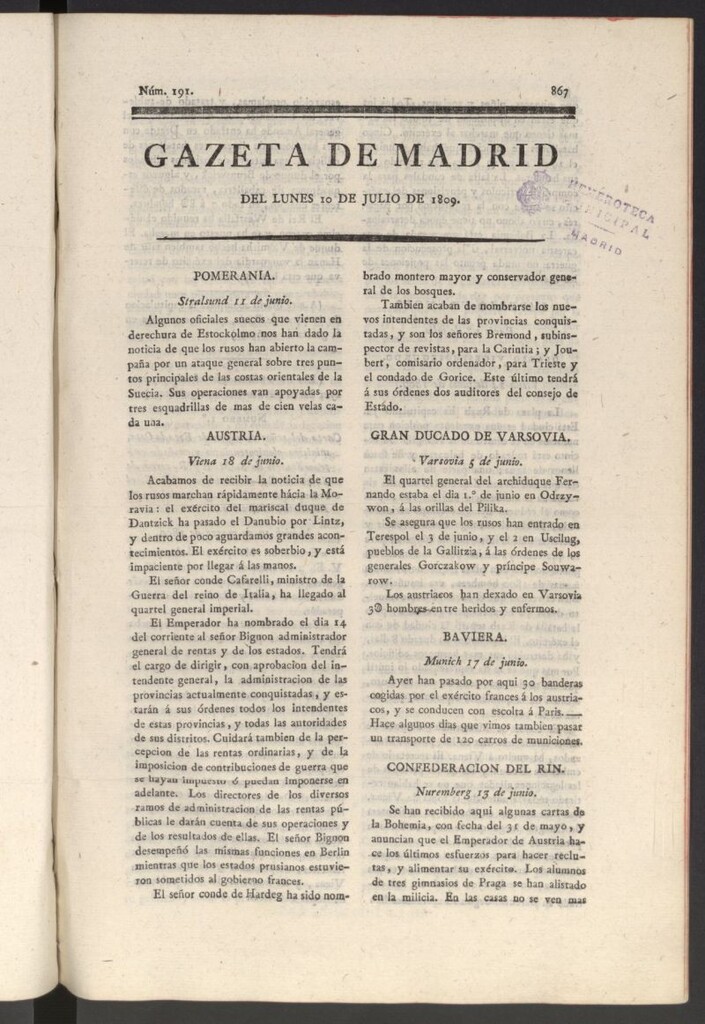 Núm. 191.
867
GAZETA DE MADRID
DEL LUNES 10 DE JULIO DE 1809.
HEMEROTECA
MUNICIPAL
MADRID
POMERANIA.
Stralsund 11 de junio.
Algunos oficiales suecos que vienen en
derechura de Estockolmo nos han dado la
noticia de que los rusos han abierto la cam-
paña por un ataque general sobre tres pun-
tos principales de las costas orientales de la
Suecia. Sus operaciones van apoyadas por
tres esquadrillas de mas de cien velas ca-
da una.
AUSTRIA.
Viena 18 de junio.
Acabamos de recibir la noticia de que
los rusos marchan rápidamente hácia la Mo-
ravia: el exército del mariscal duque de
Dantzick ha pasado el Danubio por Lintz,
y dentro de poco aguardamos grandes acon-
tecimientos. El exército es soberbio, y está
impaciente por llegar á las manos.
El señor conde Cafarelli, ministro de la
Guerra del reino de Italia, ha llegado al
quartel general imperial.
El Emperador ha nombrado el dia 14
del corriente al señor Bignon administrador
general de rentas y de los estados. Tendrá
el cargo de dirigir, con aprobacion del in-
tendente general, la administracion de las
provincias actualmente conquistadas, y es-
tarán á sus órdenes todos los intendentes
de estas provincias, y todas las autoridades
de sus distritos. Cuidará tambien de la per-
cepcion de las rentas ordinarias, y de la
imposicion de contribuciones de guerra que
se hayan impuesto ó puedan imponerse en
adelante. Los directores de los diversos
ramos de administracion de las rentas pú-
blicas le darán cuenta de sus operaciones y
de los resultados de ellas. El señor Bignon
desempeñó las mismas funciones en Berlin
mientras que los estados prusianos estuvie-
ron sometidos al gobierno frances.
El señor conde de Hardeg ha sido nom-
brado montero mayor y conservador gene-
ral de los bosques.
Tambien acaban de nombrarse los nue-
vos intendentes de las provincias conquis-
tadas, y son los señores Bremond, subins-
pector de revistas, para la Carintia; y Jou-
bert, comisario ordenador, para Trieste y
el condado de Gorice. Este último tendrá
á sus órdenes dos auditores del consejo de
Estado.
GRAN DUCADO DE VARSOVIA.
Varsovia 5 de junio.
El quartel general del archiduque Fer-
nando estaba el dia 1.º de junio en Odrzy-
won, á las orillas del Pilika.
Se asegura que los rusos han entrado en
Terespol el 3 de junio, y el 2 en Uscilug,
pueblos de la Gallitzia, á las órdenes de los
generales Gorczakow y príncipe Souwa-
row.
Los austriacos han dexado en Varsovia
3@ hombres entre heridos y enfermos.
BAVIERA.
Munich 17 de junio.
Ayer han pasado por aqui 30 banderas
cogidas por el exército frances á los austria-
cos, y se conducen con escolta á Paris.__
Hace algunos dias que vimos tambien pasar
un transporte de 120 carros de municiones.
CONFEDERACION DEL RIN.
Nuremberg 13 de junio.
Se han recibido aqui algunas cartas de
la Bohemia, con fecha del 31 de mayo, y
anuncian que el Emperador de Austria ha-
ce los últimos esfuerzos para hacer reclu-
tas, y alimentar su exército. Los alumnos
de tres gimnasios de Praga se han alistado
en la milicia. En las casas no se ven mas